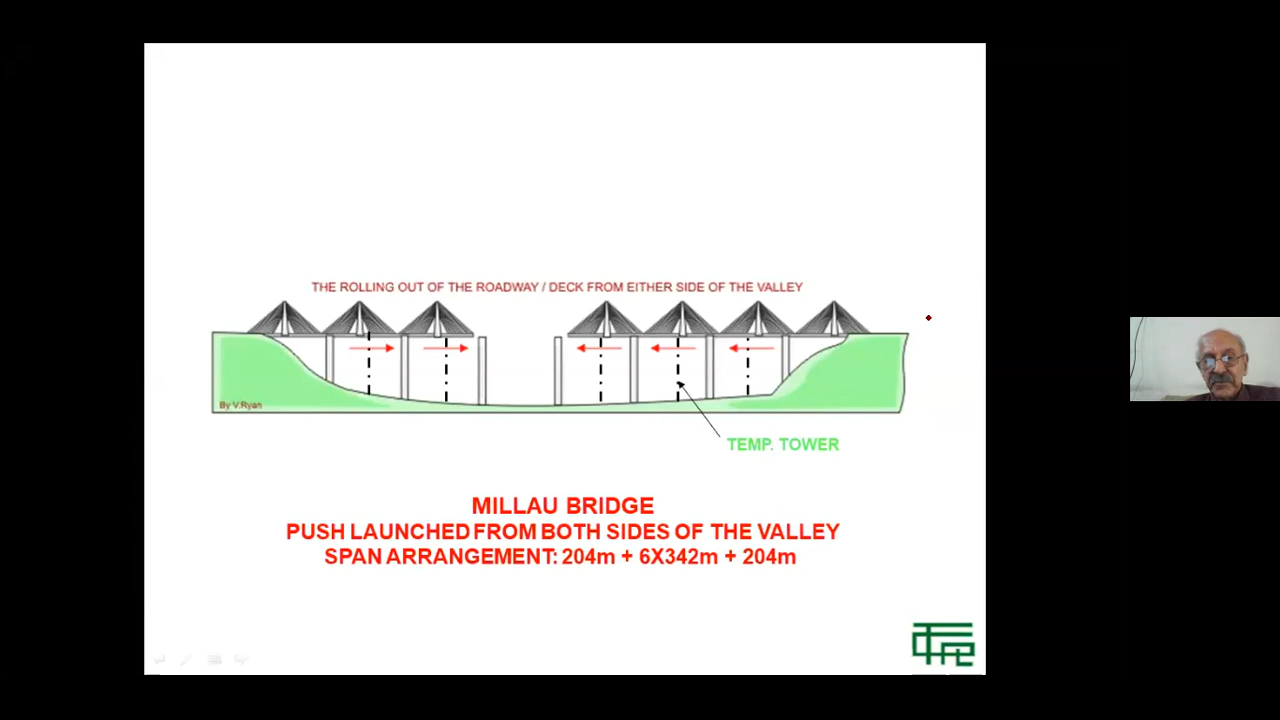 THE ROLLING OUT OF THE ROADWAY / DECK FROM EITHER SIDE OF THE VALLEY
By V.Ryan
TEMP. TOWER
MILLAU BRIDGE
PUSH LAUNCHED FROM BOTH SIDES OF THE VALLEY
SPAN ARRANGEMENT: 204m + 6X342m + 204m